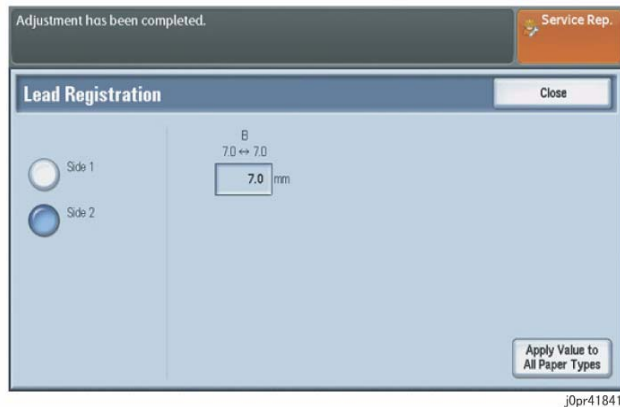 Adjustment has been completed.
Service Rep.
Lead Registration
Close
Side 1
Side 2
B
7.0 ↔ 7.0
7.0 mm
Apply Value to
All Paper Types
j0pr41841